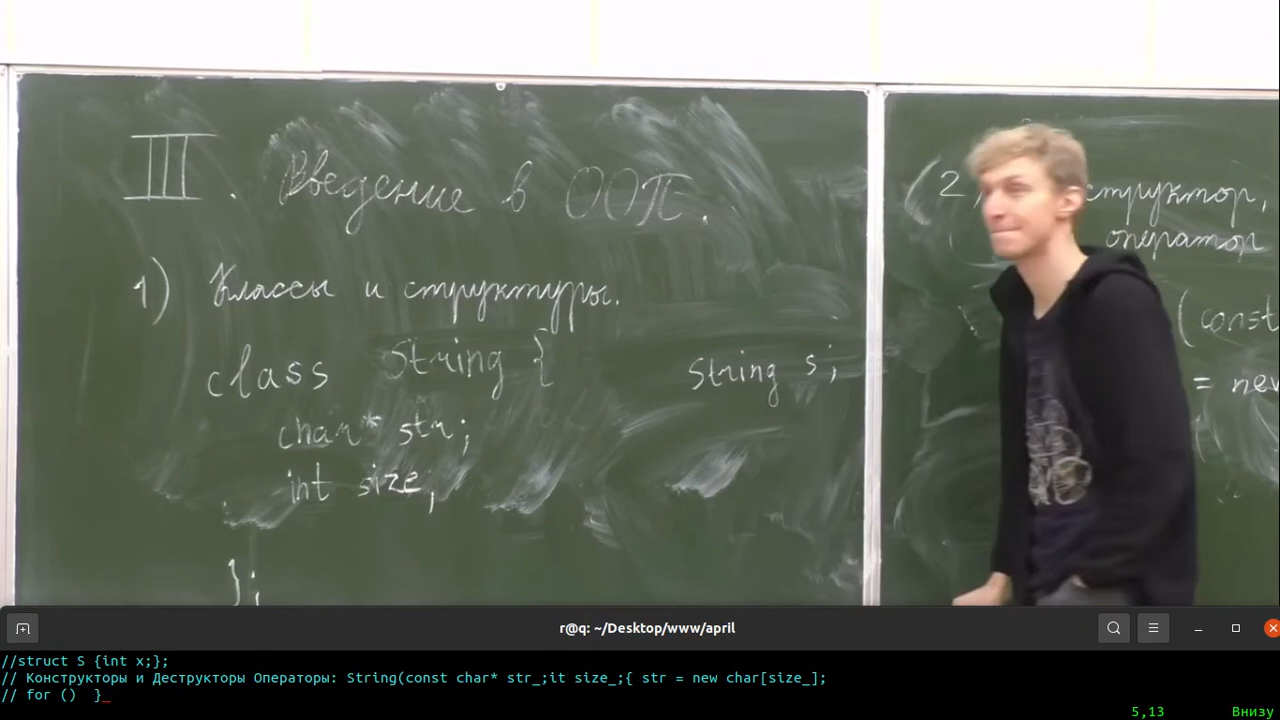 III. Введение в ООП.
1) Классы и структуры.
class String {
char* str;
int size;
};
String s;
2)
оператор
(const
= new
r@q: ~/Desktop/www/april
//struct S {int x;};
// Конструкторы и Деструкторы Операторы: String(const char* str_;it size_;{ str = new char[size_];
// for ()  }_
5,13
Внизу